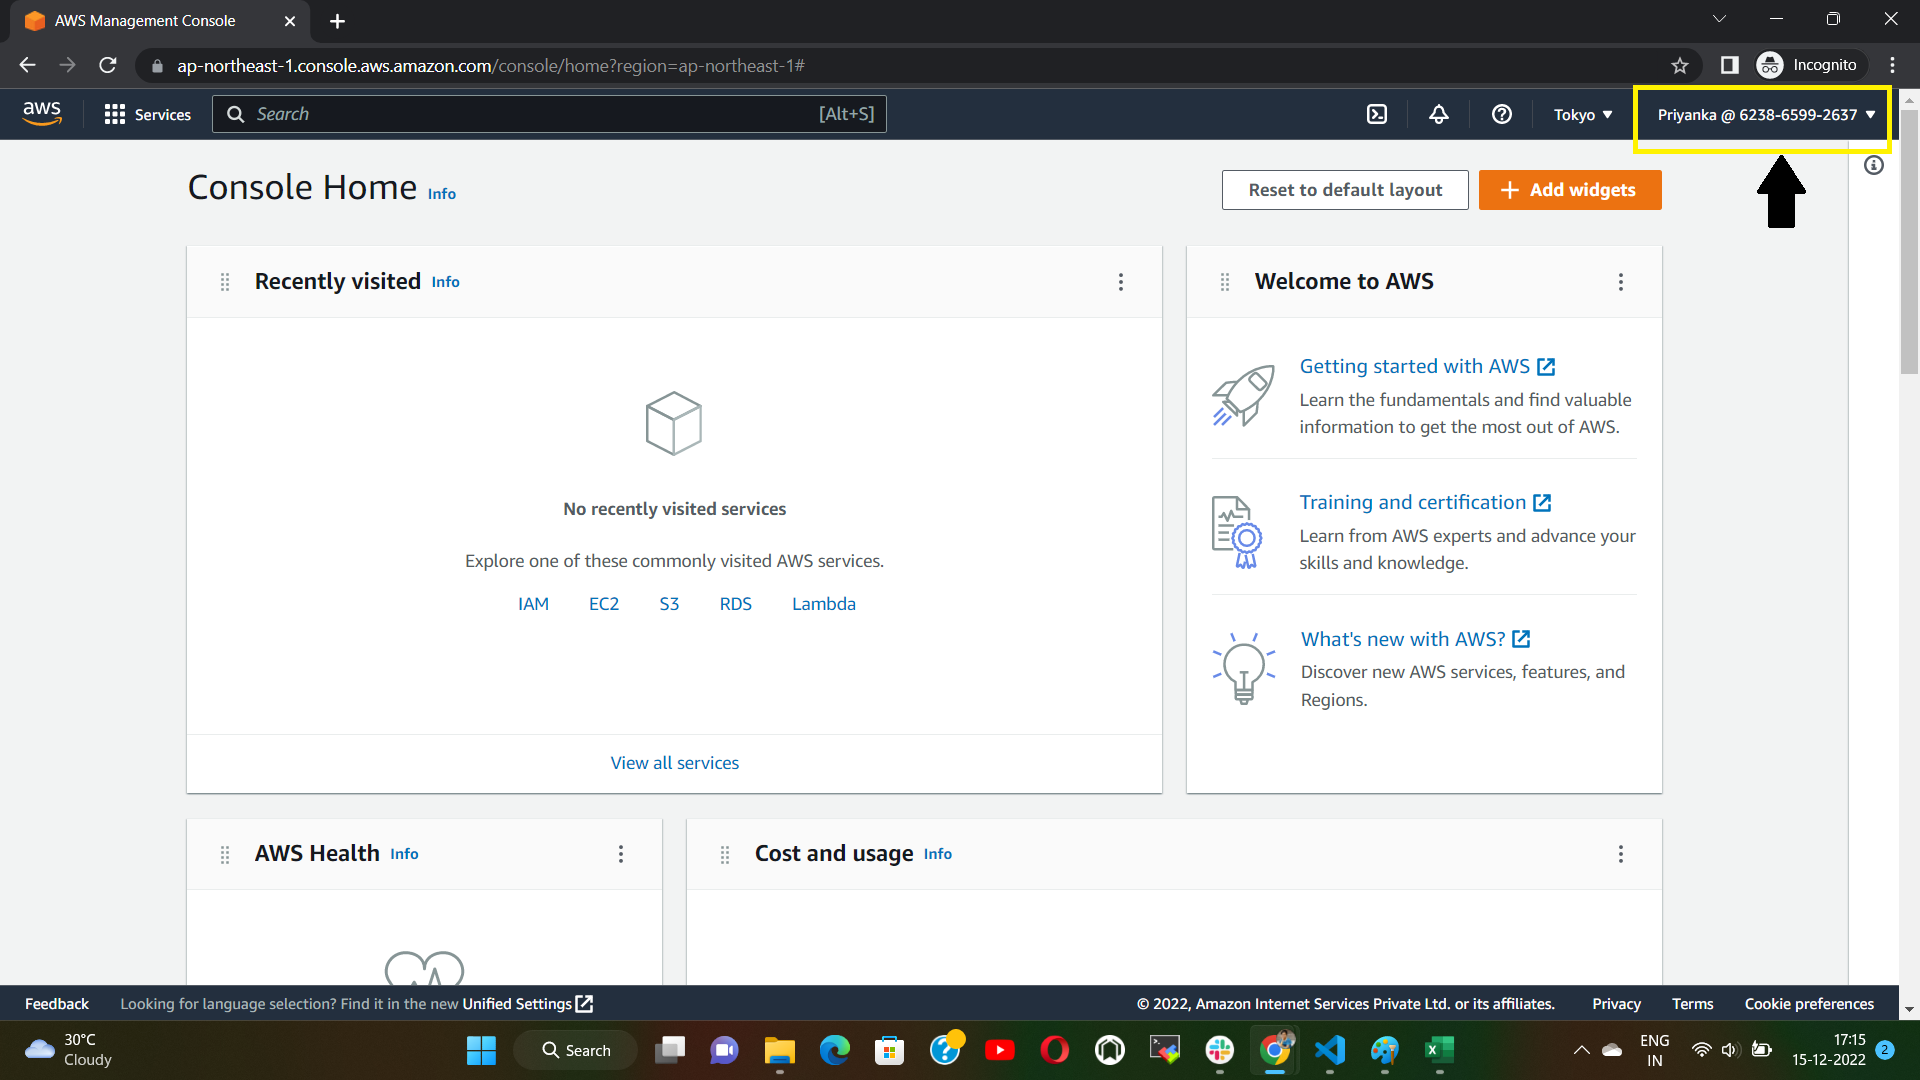 AWS Management Console
ap-northeast-1.console.aws.amazon.com/console/home?region=ap-northeast-1#
Incognito
aws
Services
Search
[Alt+S]
Tokyo
Priyanka @ 6238-6599-2637
Console Home Info
Reset to default layout
Add widgets
Recently visited Info
No recently visited services
Explore one of these commonly visited AWS services.
IAM EC2 S3 RDS Lambda
View all services
Welcome to AWS
Getting started with AWS
Learn the fundamentals and find valuable
information to get the most out of AWS.
Training and certification
Learn from AWS experts and advance your
skills and knowledge.
What's new with AWS?
Discover new AWS services, features, and
Regions.
AWS Health Info
Cost and usage Info
Feedback
Looking for language selection? Find it in the new Unified Settings
© 2022, Amazon Internet Services Private Ltd. or its affiliates.
Privacy
Terms
Cookie preferences
30°C
Cloudy
Search
ENG
IN
17:15
15-12-2022
2